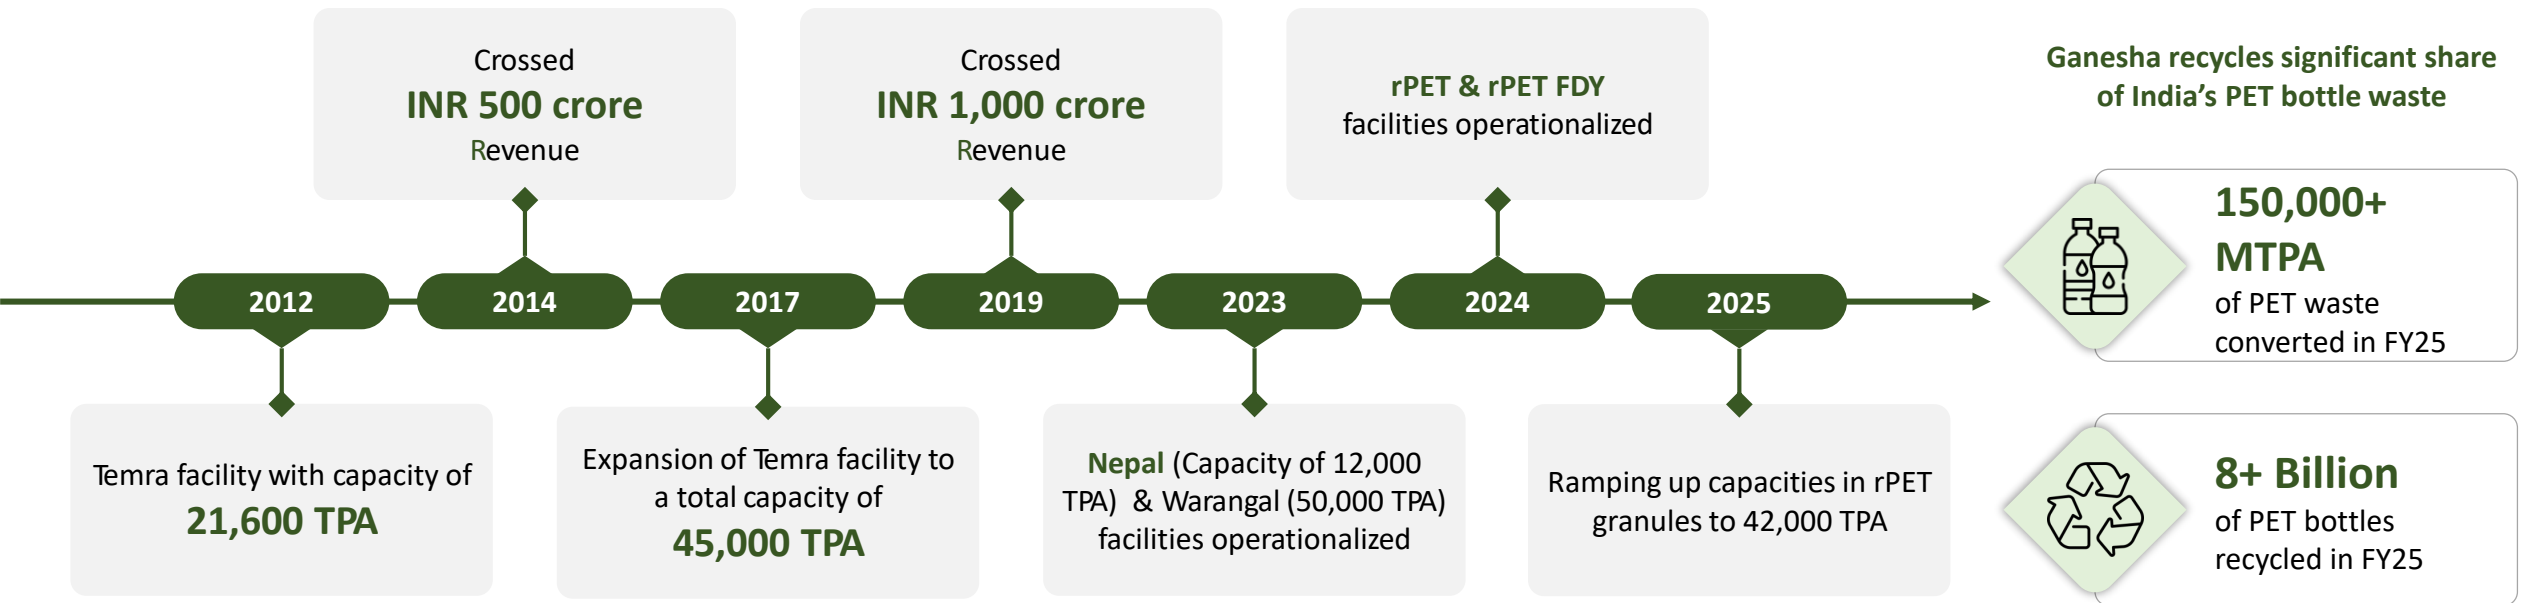 Crossed
INR 500 crore
Revenue
Crossed
INR 1,000 crore
Revenue
rPET & rPET FDY
facilities operationalized
2012
2014
2017
2019
2023
2024
2025
Temra facility with capacity of
21,600 TPA
Expansion of Temra facility to
a total capacity of
45,000 TPA
Nepal (Capacity of 12,000
TPA) & Warangal (50,000 TPA)
facilities operationalized
Ramping up capacities in rPET
granules to 42,000 TPA
Ganesha recycles significant share
of India’s PET bottle waste
150,000+
MTPA
of PET waste
converted in FY25
8+ Billion
of PET bottles
recycled in FY25